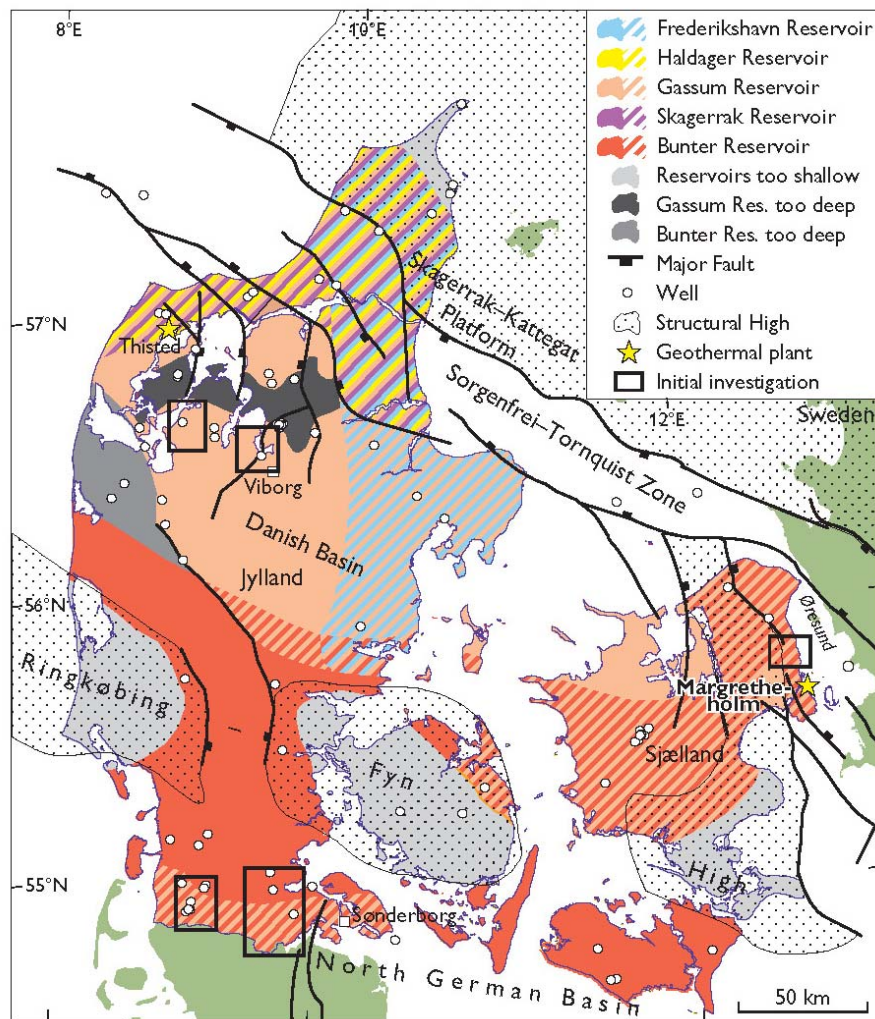 8°E
10°E
Frederikshavn Reservoir
Haldager Reservoir
Gassum Reservoir
Skagerrak Reservoir
Bunter Reservoir
Reservoirs too shallow
Gassum Res. too deep
Bunter Res. too deep
Major Fault
Well
Structural High
Geothermal plant
Initial investigation
Skagerrak–Kattegat
Platform
57°N
Thisted
12°E
Sweden
Sorgenfrei–Tornquist Zone
Viborg
Danish Basin
Jylland
56°N
Øresund
Ringkøbing
Margrethe-
holm
Sjælland
Fyn
High
55°N
Sønderborg
North German Basin
50 km